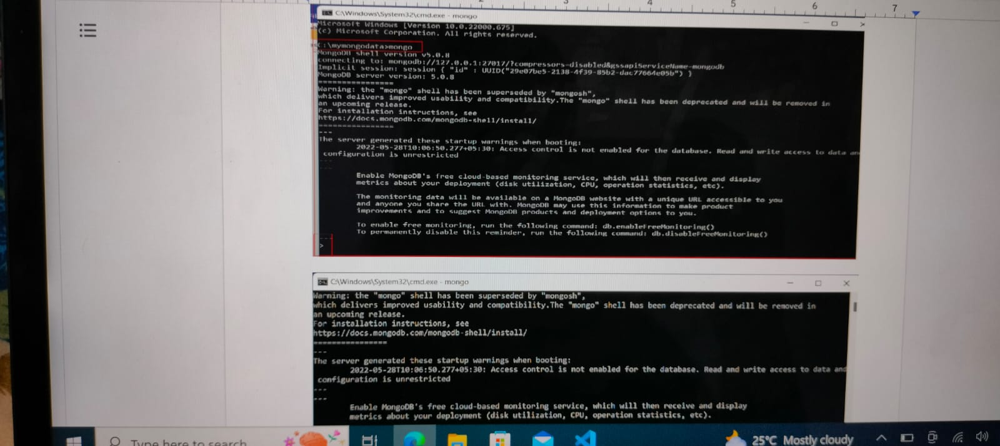 4 5 6 7
C:\Windows\System32\cmd.exe - mongo
Microsoft Windows [Version 10.0.22000.675]
(c) Microsoft Corporation. All rights reserved.
C:\mymongodata>mongo
MongoDB shell version v5.0.8
connecting to: mongodb://127.0.0.1:27017/?compressors=disabled&gssapiServiceName=mongodb
Implicit session: session { "id" : UUID("29e07be5-2138-4f39-85b2-dac77664e05b") }
MongoDB server version: 5.0.8
================
Warning: the "mongo" shell has been superseded by "mongosh",
which delivers improved usability and compatibility.The "mongo" shell has been deprecated and will be removed in
an upcoming release.
For installation instructions, see
https://docs.mongodb.com/mongodb-shell/install/
================
---
The server generated these startup warnings when booting:
2022-05-28T10:06:50.277+05:30: Access control is not enabled for the database. Read and write access to data an
configuration is unrestricted
---
---
Enable MongoDB's free cloud-based monitoring service, which will then receive and display
metrics about your deployment (disk utilization, CPU, operation statistics, etc).
The monitoring data will be available on a MongoDB website with a unique URL accessible to you
and anyone you share the URL with. MongoDB may use this information to make product
improvements and to suggest MongoDB products and deployment options to you.
To enable free monitoring, run the following command: db.enableFreeMonitoring()
To permanently disable this reminder, run the following command: db.disableFreeMonitoring()
---
>
C:\Windows\System32\cmd.exe - mongo
Warning: the "mongo" shell has been superseded by "mongosh",
which delivers improved usability and compatibility.The "mongo" shell has been deprecated and will be removed in
an upcoming release.
For installation instructions, see
https://docs.mongodb.com/mongodb-shell/install/
================
---
The server generated these startup warnings when booting:
2022-05-28T10:06:50.277+05:30: Access control is not enabled for the database. Read and write access to data and
configuration is unrestricted
---
---
Enable MongoDB's free cloud-based monitoring service, which will then receive and display
metrics about your deployment (disk utilization, CPU, operation statistics, etc).
Type here to search
25°C Mostly cloudy